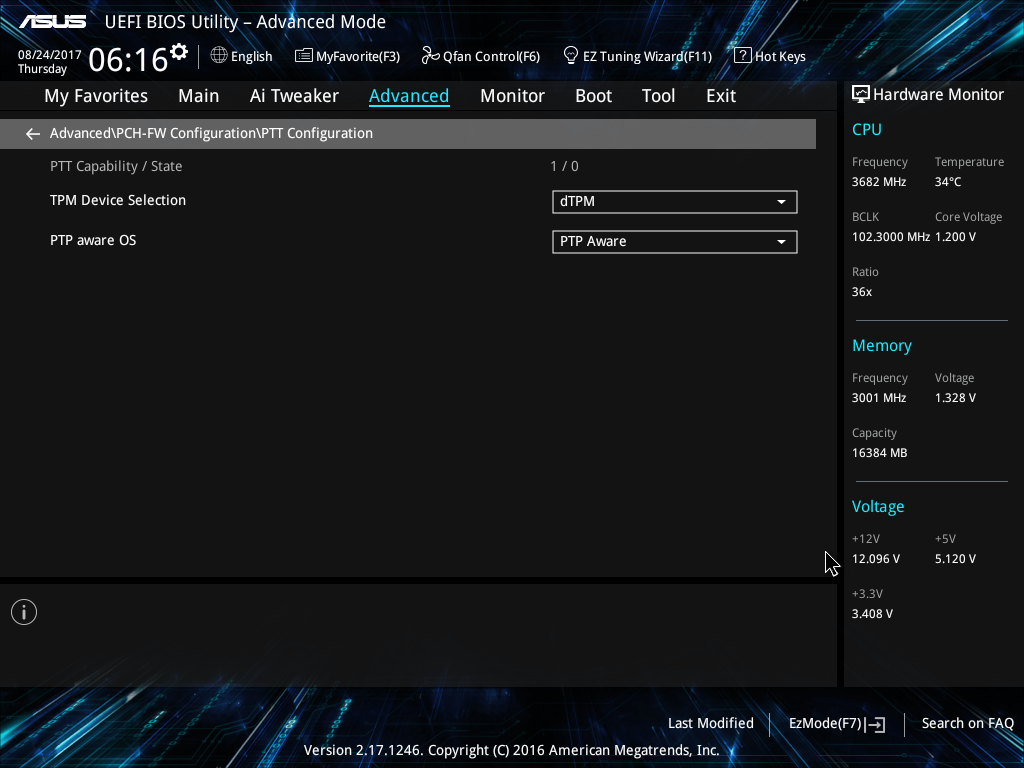 ASUS UEFI BIOS Utility – Advanced Mode
08/24/2017
Thursday
06:16
English MyFavorite(F3) Qfan Control(F6) EZ Tuning Wizard(F11) ? Hot Keys
My Favorites Main Ai Tweaker Advanced Monitor Boot Tool Exit
← Advanced\PCH-FW Configuration\PTT Configuration
PTT Capability / State 1 / 0
TPM Device Selection dTPM
PTP aware OS PTP Aware
Hardware Monitor
CPU
Frequency Temperature
3682 MHz 34°C
BCLK Core Voltage
102.3000 MHz 1.200 V
Ratio
36x
Memory
Frequency Voltage
3001 MHz 1.328 V
Capacity
16384 MB
Voltage
+12V +5V
12.096 V 5.120 V
+3.3V
3.408 V
i
Last Modified EzMode(F7) Search on FAQ
Version 2.17.1246. Copyright (C) 2016 American Megatrends, Inc.